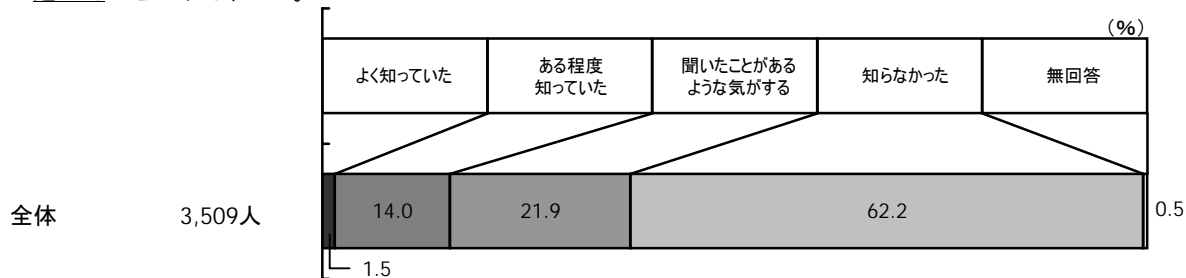 (%)
よく知っていた
ある程度
知っていた
聞いたことがある
ような気がする
知らなかった
無回答
全体 3,509人 14.0 21.9 62.2 0.5
1.5